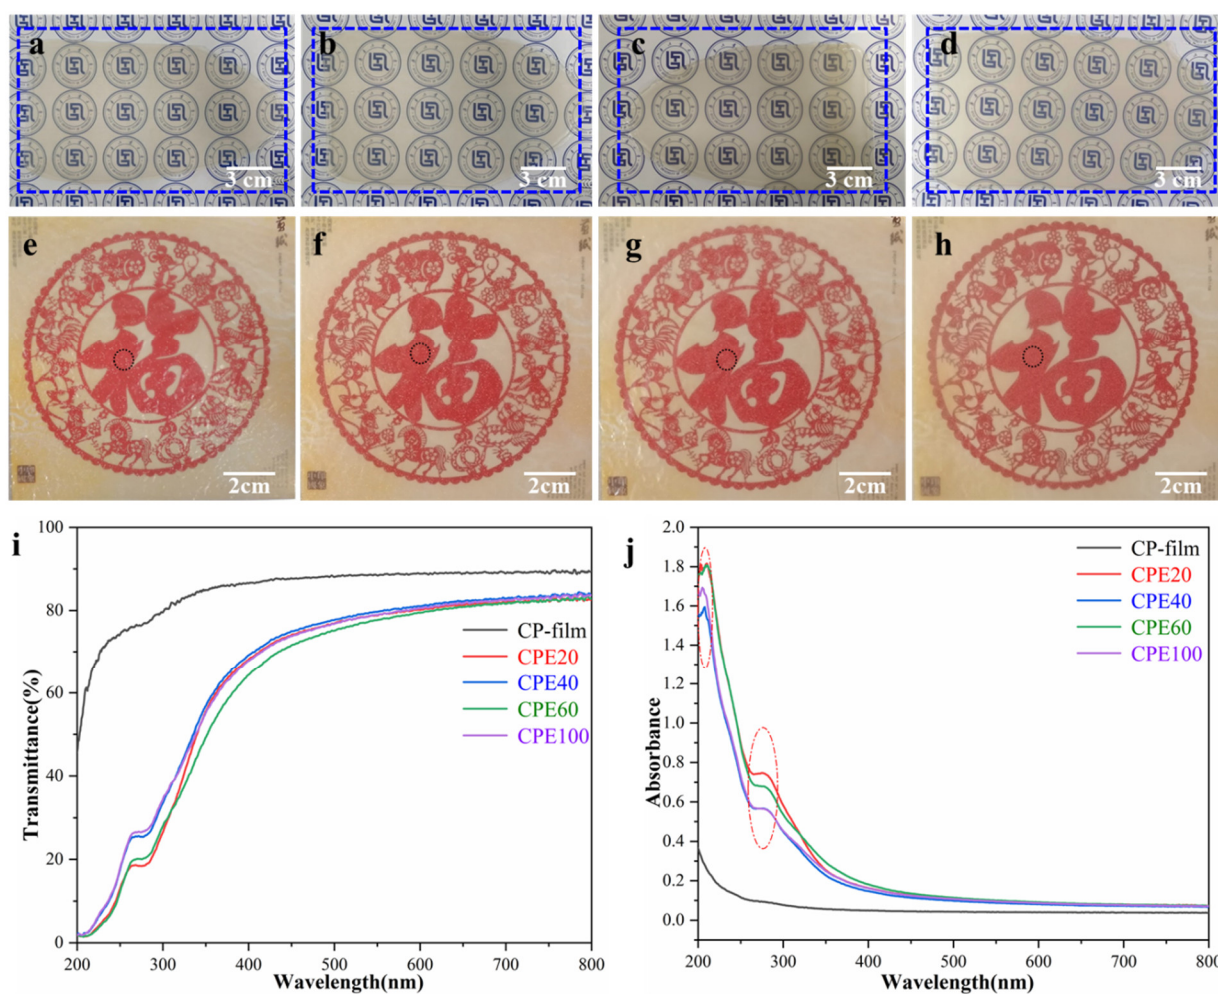 a
b
c
d
3 cm
3 cm
3 cm
3 cm
e
f
g
h
福
福
福
福
2cm
2cm
2cm
2cm
i
100
80
60
40
20
0
Transmittance(%)
CP-film
CPE20
CPE40
CPE60
CPE100
200
300
400
500
600
700
800
Wavelength(nm)
j
2.0
1.8
1.6
1.4
1.2
1.0
0.8
0.6
0.4
0.2
0.0
Absorbance
CP-film
CPE20
CPE40
CPE60
CPE100
200
300
400
500
600
700
800
Wavelength(nm)